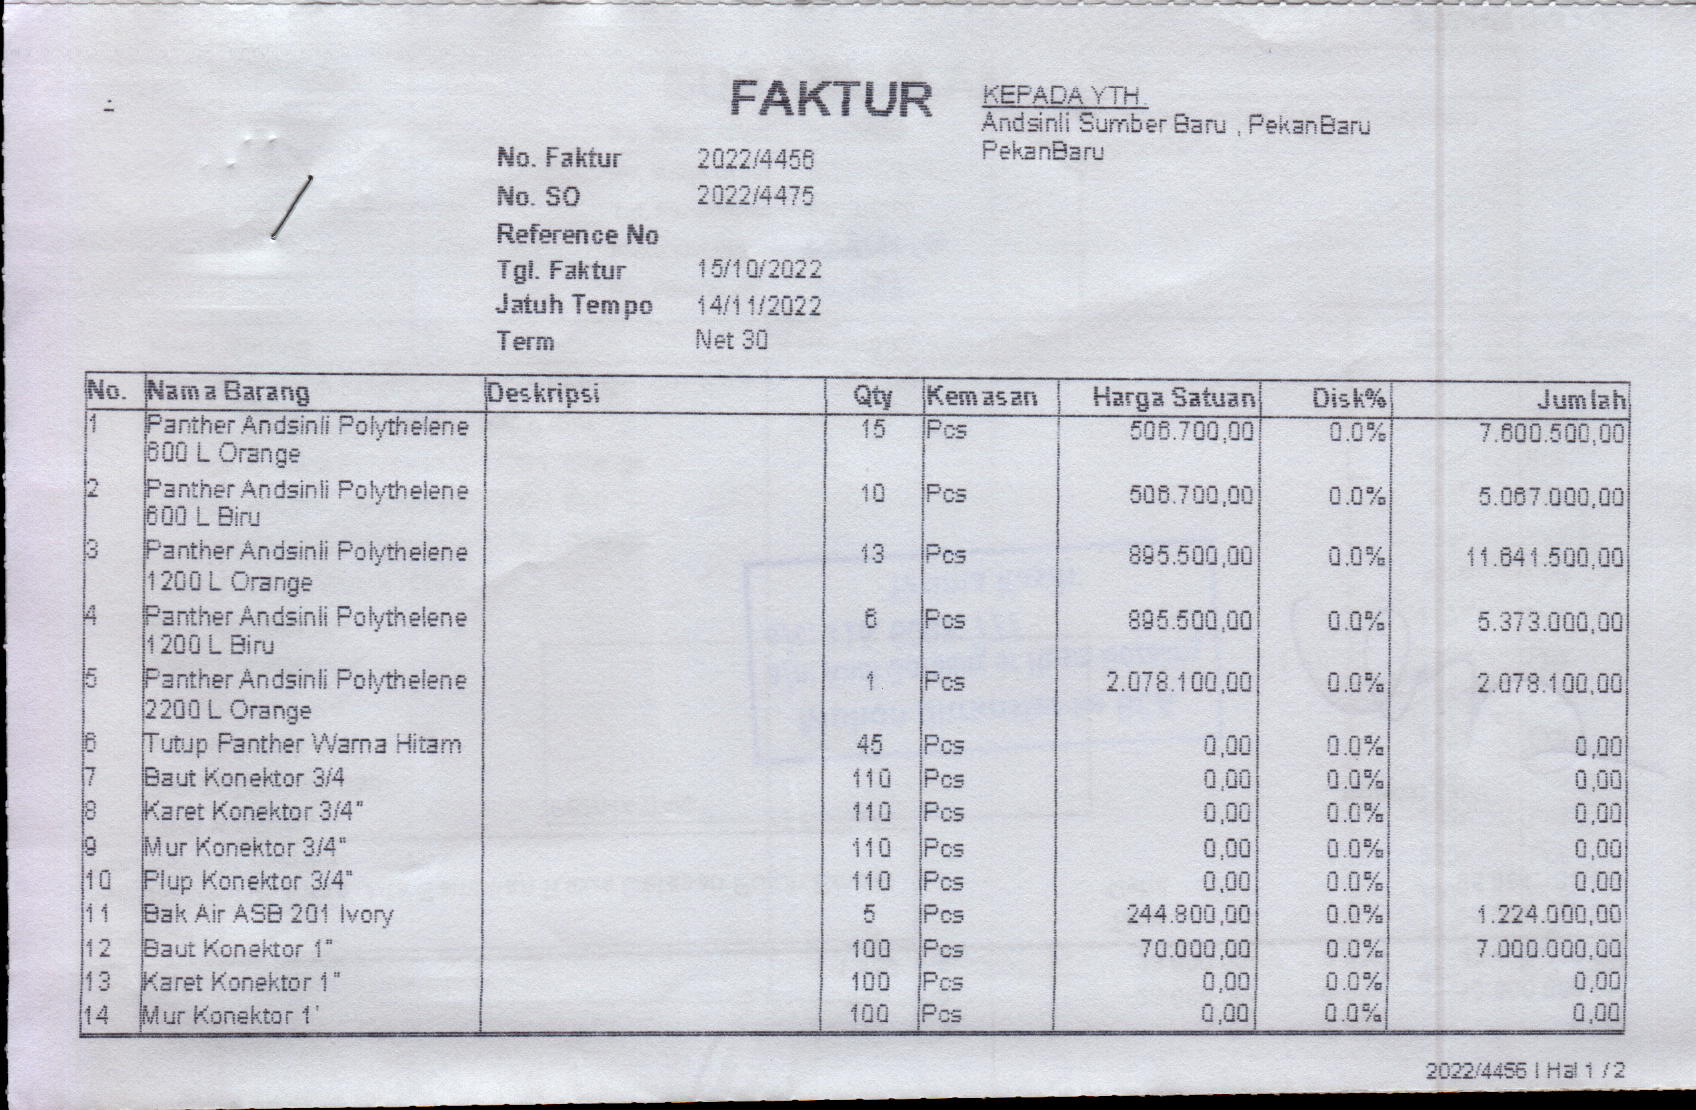 FAKTUR
KEPADA YTH.
Andsinli Sumber Baru , PekanBaru
PekanBaru
No. Faktur 2022/4456
No. SO 2022/4475
Reference No
Tgl. Faktur 15/10/2022
Jatuh Tempo 14/11/2022
Term Net 30
No. Nama Barang Deskripsi Qty Kemasan Harga Satuan Disk% Jumlah
1 Panther Andsinli Polythelene 15 Pcs 506.700,00 0.0% 7.600.500,00
600 L Orange
2 Panther Andsinli Polythelene 10 Pcs 506.700,00 0.0% 5.067.000,00
600 L Biru
3 Panther Andsinli Polythelene 13 Pcs 895.500,00 0.0% 11.641.500,00
1200 L Orange
4 Panther Andsinli Polythelene 6 Pcs 895.500,00 0.0% 5.373.000,00
1200 L Biru
5 Panther Andsinli Polythelene 1 Pcs 2.078.100,00 0.0% 2.078.100,00
2200 L Orange
6 Tutup Panther Warna Hitam 45 Pcs 0,00 0.0% 0,00
7 Baut Konektor 3/4 110 Pcs 0,00 0.0% 0,00
8 Karet Konektor 3/4" 110 Pcs 0,00 0.0% 0,00
9 Mur Konektor 3/4" 110 Pcs 0,00 0.0% 0,00
10 Plup Konektor 3/4" 110 Pcs 0,00 0.0% 0,00
11 Bak Air ASB 201 Ivory 5 Pcs 244.800,00 0.0% 1.224.000,00
12 Baut Konektor 1" 100 Pcs 70.000,00 0.0% 7.000.000,00
13 Karet Konektor 1" 100 Pcs 0,00 0.0% 0,00
14 Mur Konektor 1' 100 Pcs 0,00 0.0% 0,00
2022/4456 | Hal 1 / 2